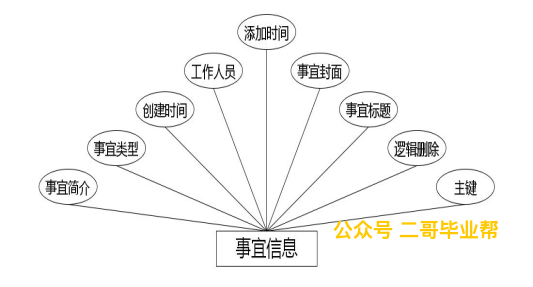 添加时间
工作人员
事宜封面
创建时间
事宜标题
事宜类型
逻辑删除
事宜简介
主键
公众号 二哥毕业帮
事宜信息